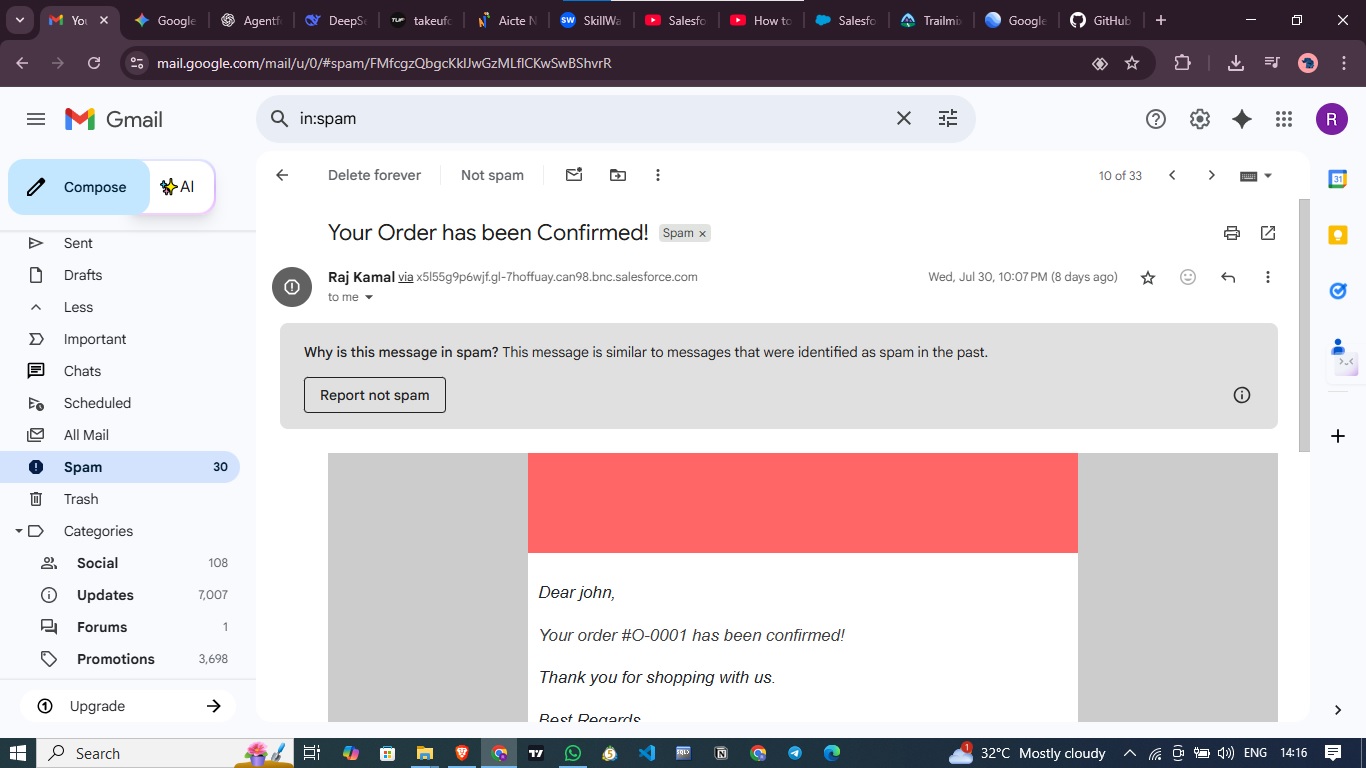 You
Google
Agentf
DeepSe
takeufo
Aicte N
SkillWa
Salesfo
How to
Salesfo
Trailmix
Google
GitHub
mail.google.com/mail/u/0/#spam/FMfcgzQbgcKklJwGzMLflCKwSwBShvrR
Gmail
in:spam
R
Compose
AI
Sent
Drafts
Less
Important
Chats
Scheduled
All Mail
Spam 30
Trash
Categories
Social 108
Updates 7,007
Forums 1
Promotions 3,698
Upgrade
Delete forever
Not spam
10 of 33
Your Order has been Confirmed! Spam x
Raj Kamal via x5l55g9p6wjf.gl-7hoffuay.can98.bnc.salesforce.com
Wed, Jul 30, 10:07 PM (8 days ago)
to me
Why is this message in spam? This message is similar to messages that were identified as spam in the past.
Report not spam
Dear john,
Your order #O-0001 has been confirmed!
Thank you for shopping with us.
Best Regards
31
Search
1
32°C Mostly cloudy
ENG
14:16